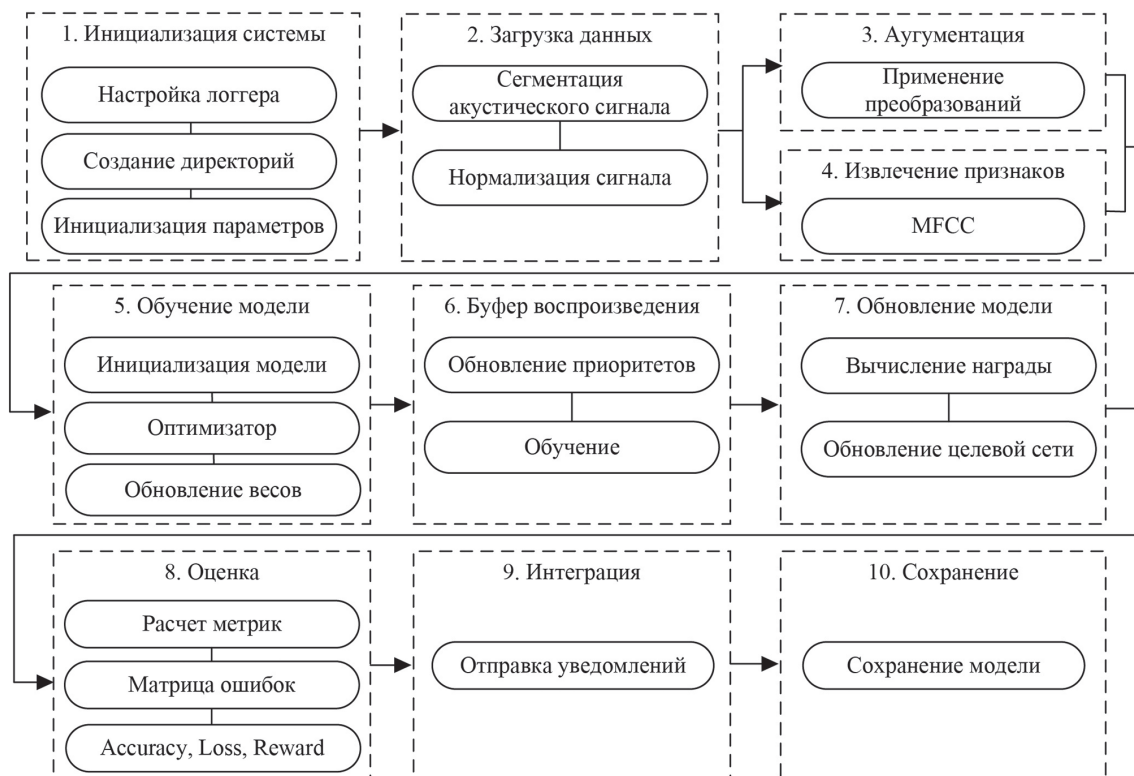 1. Инициализация системы
Настройка логгера
Создание директорий
Инициализация параметров
2. Загрузка данных
Сегментация
акустического сигнала
Нормализация сигнала
3. Аугументация
Применение
преобразований
4. Извлечение признаков
MFCC
5. Обучение модели
Инициализация модели
Оптимизатор
Обновление весов
6. Буфер воспроизведения
Обновление приоритетов
Обучение
7. Обновление модели
Вычисление награды
Обновление целевой сети
8. Оценка
Расчет метрик
Матрица ошибок
Accuracy, Loss, Reward
9. Интеграция
Отправка уведомлений
10. Сохранение
Сохранение модели